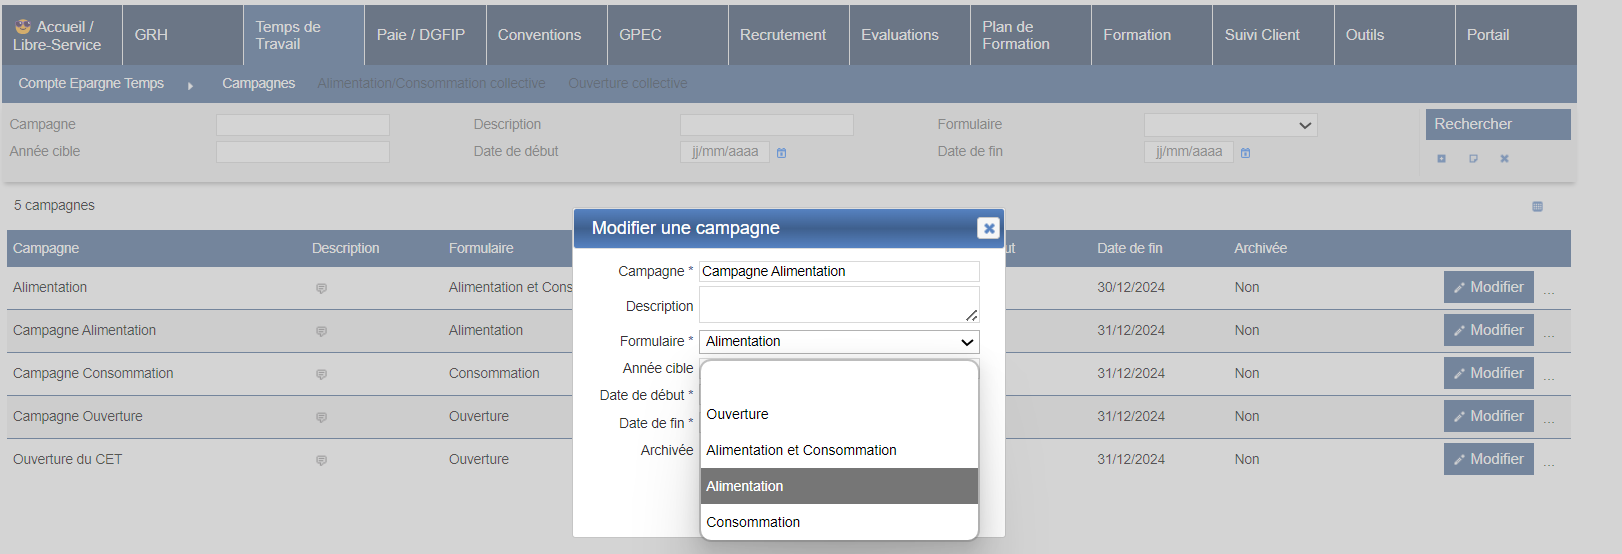 Accueil / Libre-Service
GRH
Temps de Travail
Paie / DGFIP
Conventions
GPEC
Recrutement
Evaluations
Plan de Formation
Formation
Suivi Client
Outils
Portail
Compte Epargne Temps
Campagnes
Alimentation/Consommation collective
Ouverture collective
Campagne
Description
Formulaire
Rechercher
Année cible
Date de début jj/mm/aaaa
Date de fin jj/mm/aaaa
5 campagnes
Campagne Description Formulaire Date de fin Archivée
Alimentation Alimentation et Cons 30/12/2024 Non Modifier ...
Campagne Alimentation Alimentation 31/12/2024 Non Modifier ...
Campagne Consommation Consommation 31/12/2024 Non Modifier ...
Campagne Ouverture Ouverture 31/12/2024 Non Modifier ...
Ouverture du CET Ouverture 31/12/2024 Non Modifier ...
Modifier une campagne
Campagne * Campagne Alimentation
Description
Formulaire * Alimentation
Année cible
Date de début *
Date de fin *
Archivée
Ouverture
Alimentation et Consommation
Alimentation
Consommation